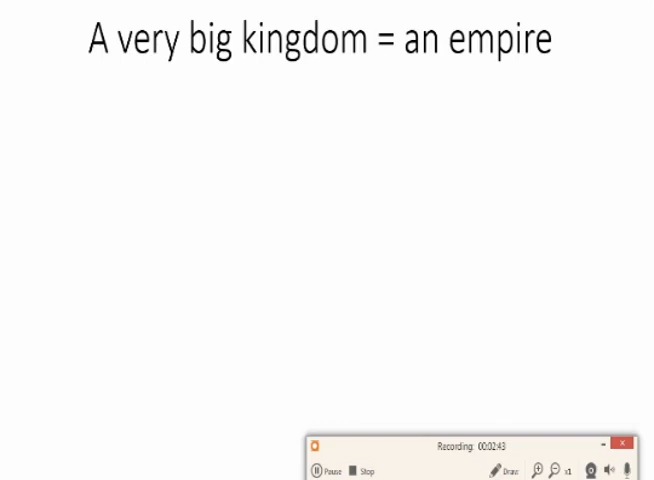 A very big kingdom = an empire
Recording: 00:02:43
Pause Stop Draw x1